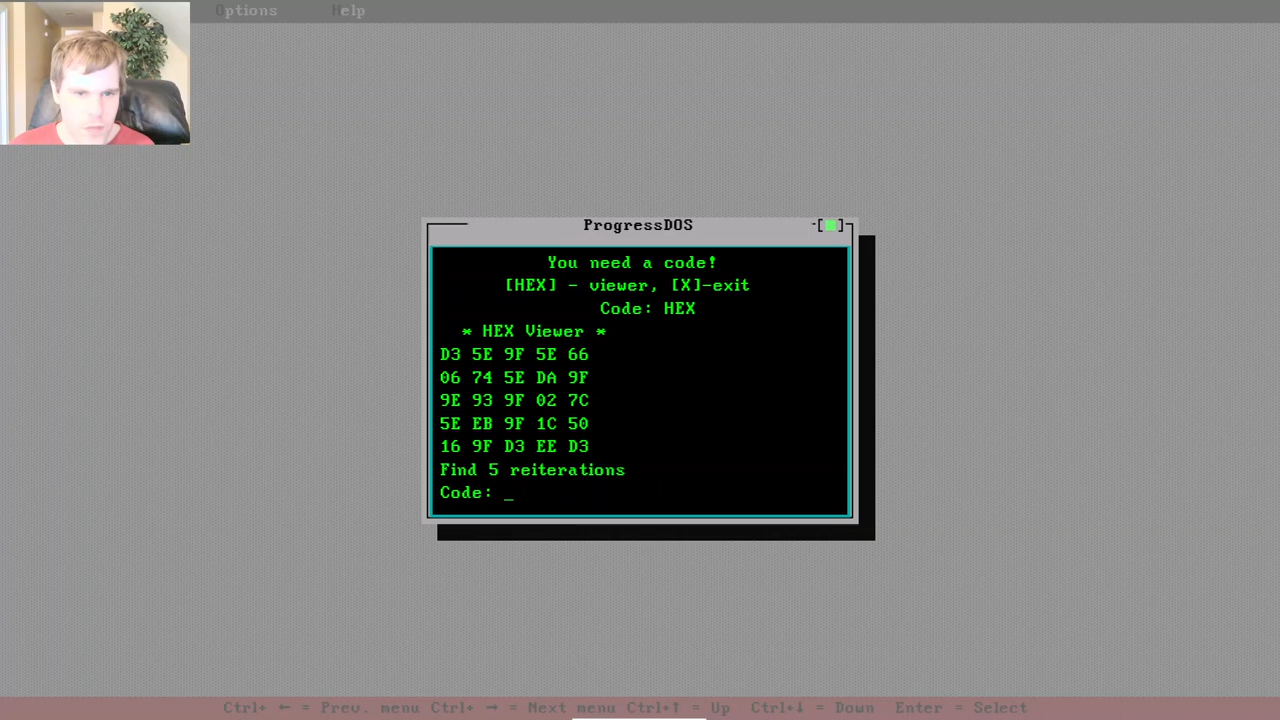 Options Help
ProgressDOS
[■]
You need a code!
[HEX] - viewer, [X]-exit
Code: HEX
* HEX Viewer *
D3 5E 9F 5E 66
06 74 5E DA 9F
9E 93 9F 02 7C
5E EB 9F 1C 50
16 9F D3 EE D3
Find 5 reiterations
Code: _
Ctrl+ ← = Prev. menu Ctrl+ → = Next menu Ctrl+↑ = Up Ctrl+↓ = Down Enter = Select